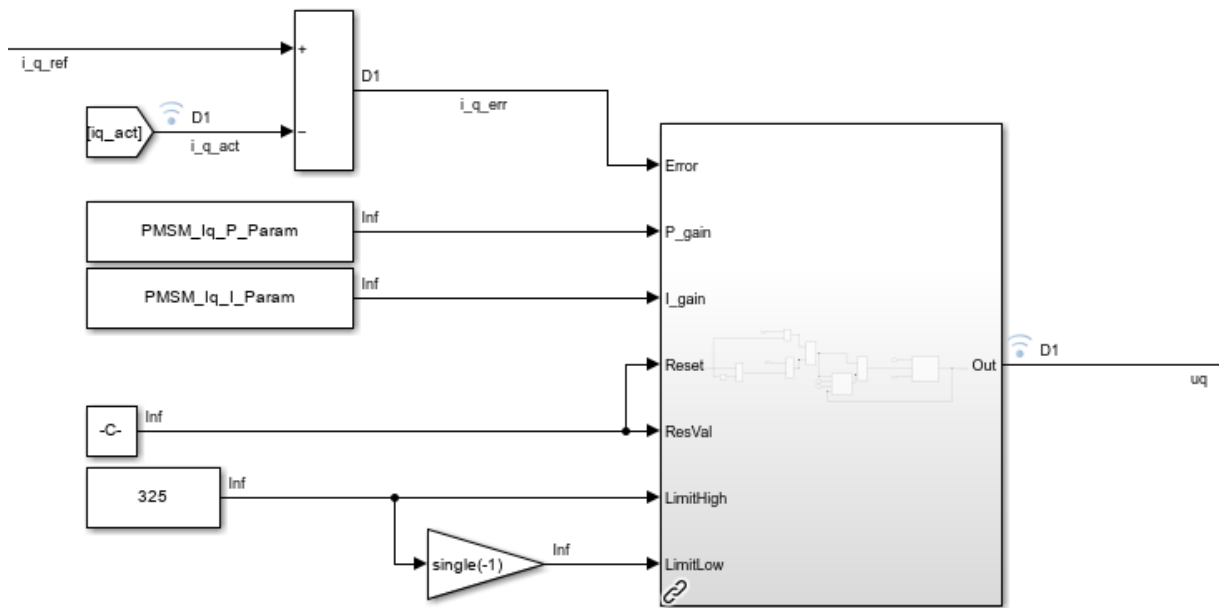 i_q_ref
+
D1
i_q_err
[iq_act]
D1
i_q_act
−
Error
PMSM_Iq_P_Param
Inf
P_gain
PMSM_Iq_I_Param
Inf
I_gain
Reset
Out
D1
uq
-C-
Inf
ResVal
325
Inf
LimitHigh
single(-1)
Inf
LimitLow